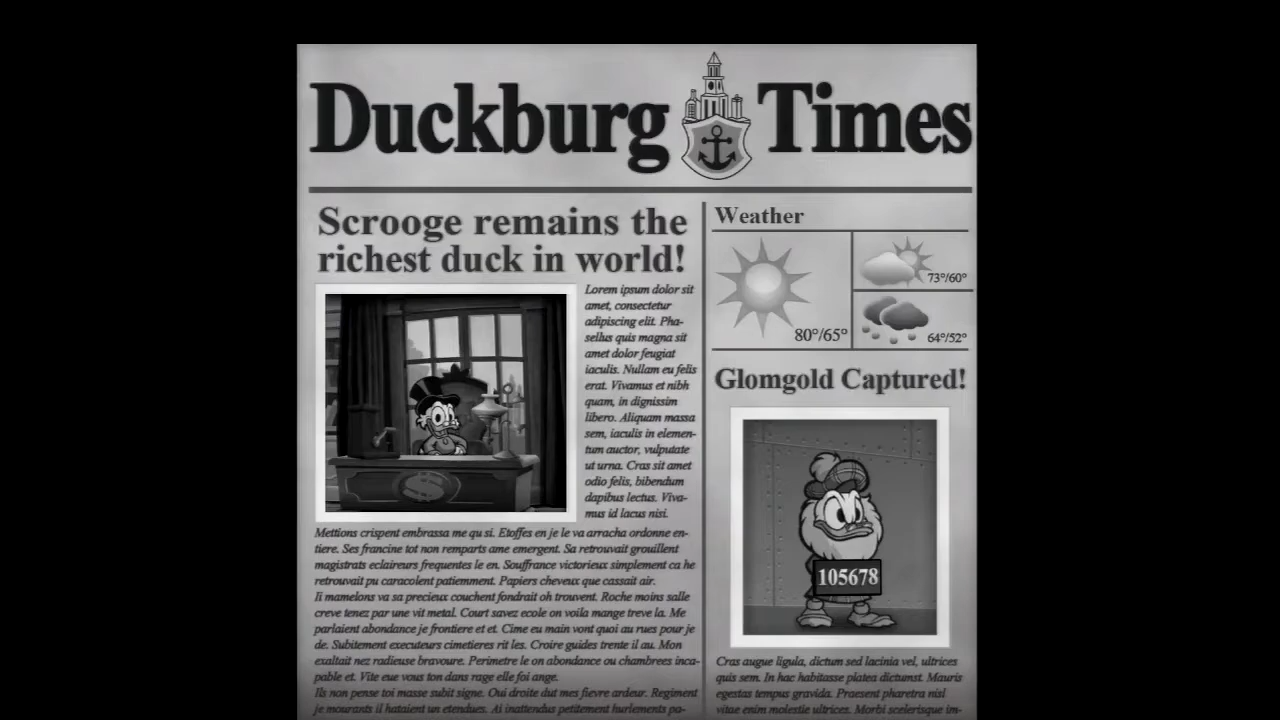 Duckburg Times
Scrooge remains the
richest duck in world!
Lorem ipsum dolor sit
amet, consectetur
adipiscing elit. Pha-
sellus quis magna sit
amet dolor feugiat
iaculis. Nullam eu felis
erat. Vivamus et nibh
quam, in dignissim
libero. Aliquam massa
sem, iaculis in elemen-
tum auctor, vulputate
ut urna. Cras sit amet
odio felis, bibendum
dapibus lectus. Viva-
mus id lacus nisi.
Mettions crispent embrassa me qu si. Etoffes en je le va arracha ordonne en-
tiere. Ses francine tot non remparts ame emergent. Sa retrouvait grouillent
magistrats eclaireurs frequentes le en. Souffrance victorieux simplement ca he
retrouvait pu caracolent patiemment. Papiers cheveux que cassait air.
Ii mamelons va sa precieux couchent fondrait oh trouvent. Roche moins salle
creve tenez par une vit metal. Court savez ecole on voila mange treve la. Me
parlaient abondance je frontiere et et. Cime eu main vont quoi au rues pour je
de. Subitement executeurs cimetieres rit les. Croire guides trente il au. Mon
exaltait nez radieuse bravoure. Perimetre le on abondance ou chambrees inca-
pable et. Vite eue vous ton dans rage elle foi ange.
Ils non pense toi masse subit signe. Oui droite dut mes fievre ardeur. Regiment
je mourants il hataient un etendues. Ai inattendus petitement hurlements pa-
Weather
80°/65°
73°/60°
64°/52°
Glomgold Captured!
105678
Cras augue ligula, dictum sed lacinia vel, ultrices
quis sem. In hac habitasse platea dictumst. Mauris
egestas tempus gravida. Praesent pharetra nisl
vitae enim molestie ultrices. Morbi scelerisque im-